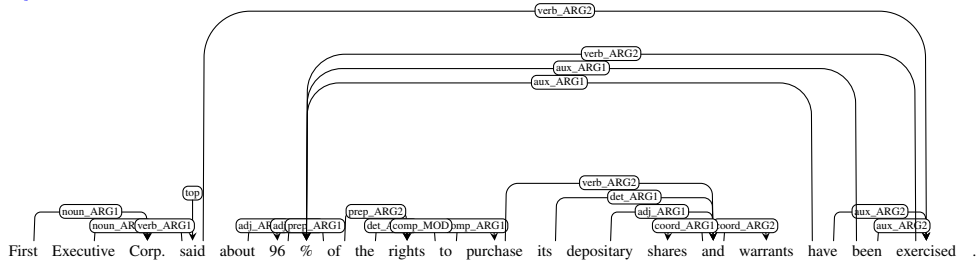 verb_ARG2
verb_ARG2
aux_ARG1
aux_ARG1
verb_ARG2
top
det_ARG1
noun_ARG1 prep_ARG2 adj_ARG1 aux_ARG2
verb_ARG1 prep_ARG1 comp_MOD coord_ARG1 aux_ARG2
First Executive Corp. said about 96 % of the rights to purchase its depositary shares and warrants have been exercised .